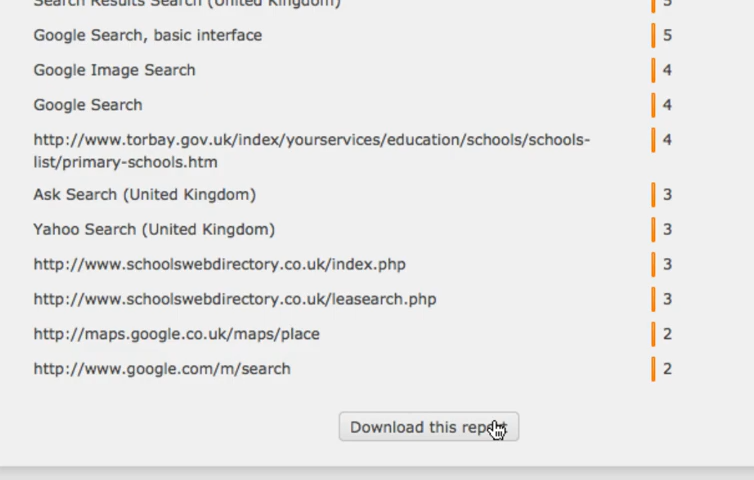 Search Results Search (United Kingdom) 5
Google Search, basic interface 5
Google Image Search 4
Google Search 4
http://www.torbay.gov.uk/index/yourservices/education/schools/schools- 4
list/primary-schools.htm
Ask Search (United Kingdom) 3
Yahoo Search (United Kingdom) 3
http://www.schoolswebdirectory.co.uk/index.php 3
http://www.schoolswebdirectory.co.uk/leasearch.php 3
http://maps.google.co.uk/maps/place 2
http://www.google.com/m/search 2
Download this report